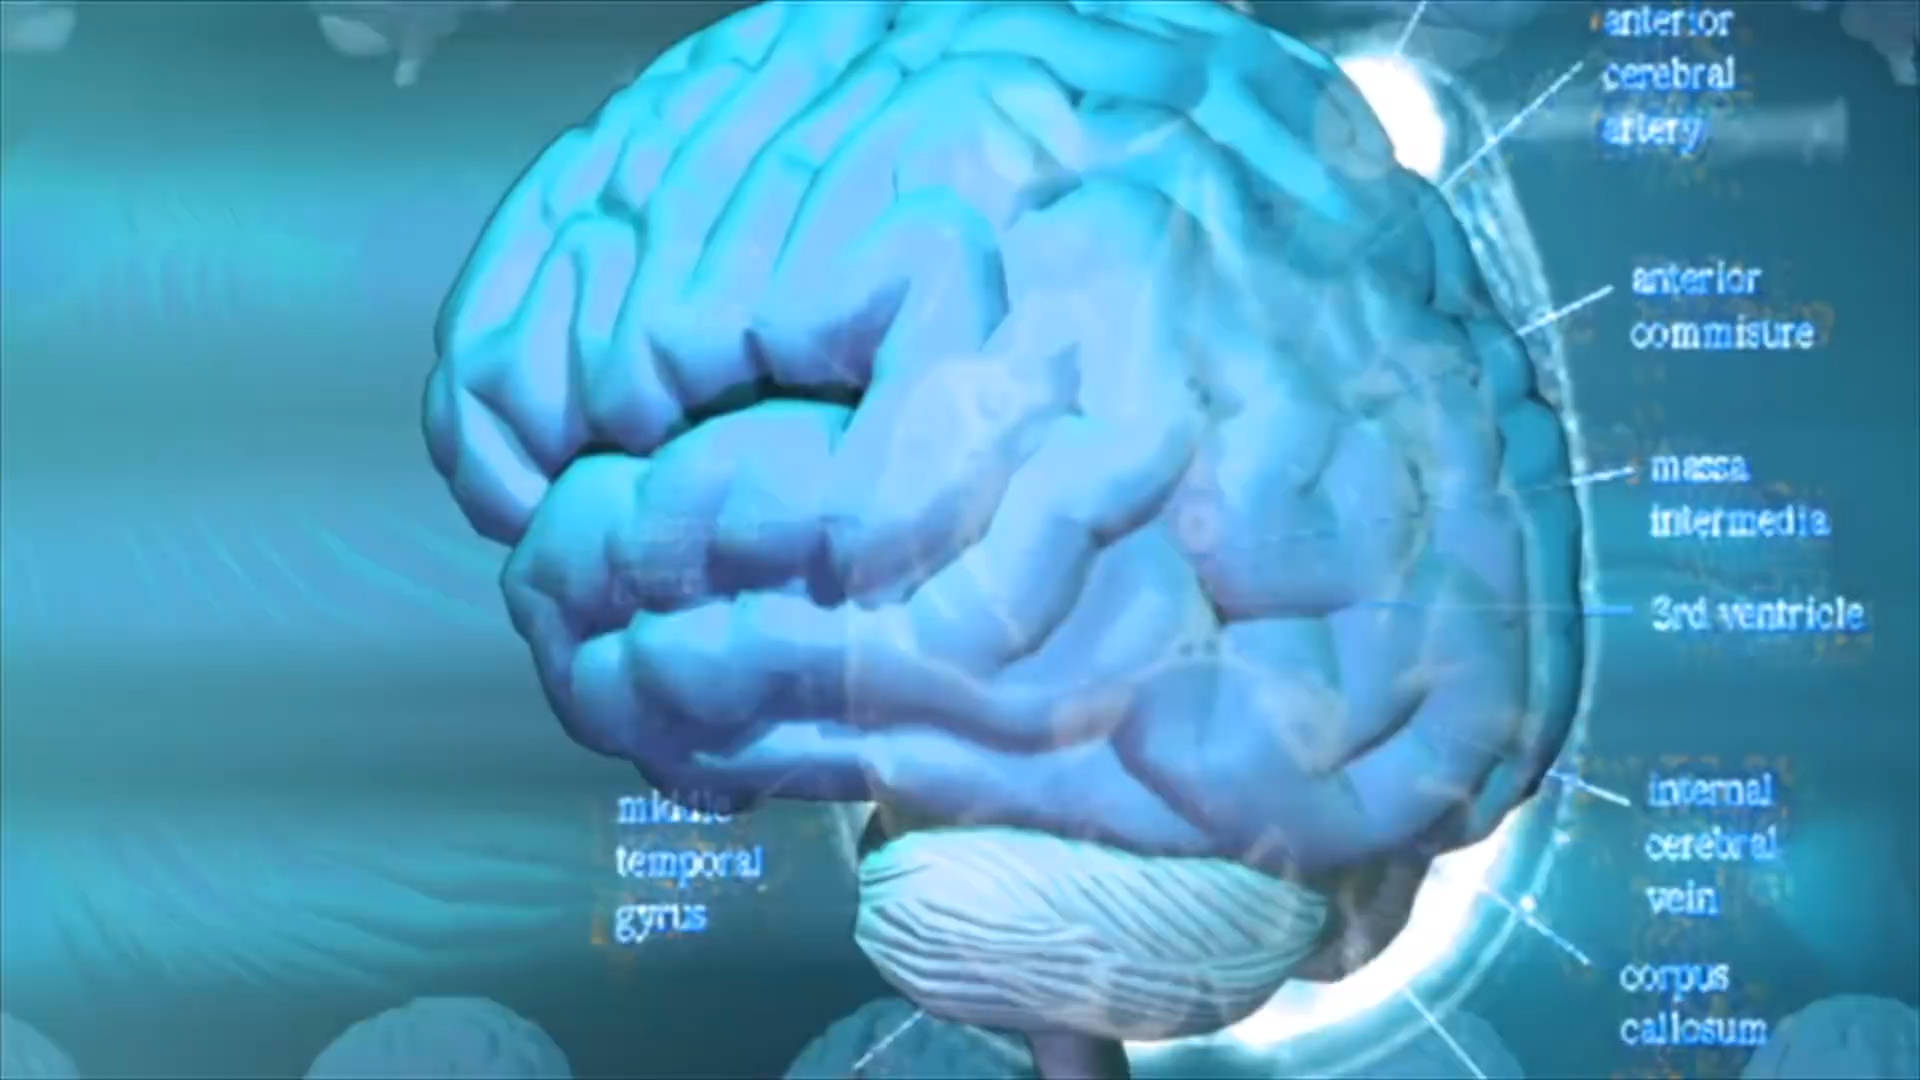 anterior
cerebral
artery
anterior
commisure
massa
intermedia
3rd ventricle
internal
cerebral
vein
corpus
callosum
middle
temporal
gyrus